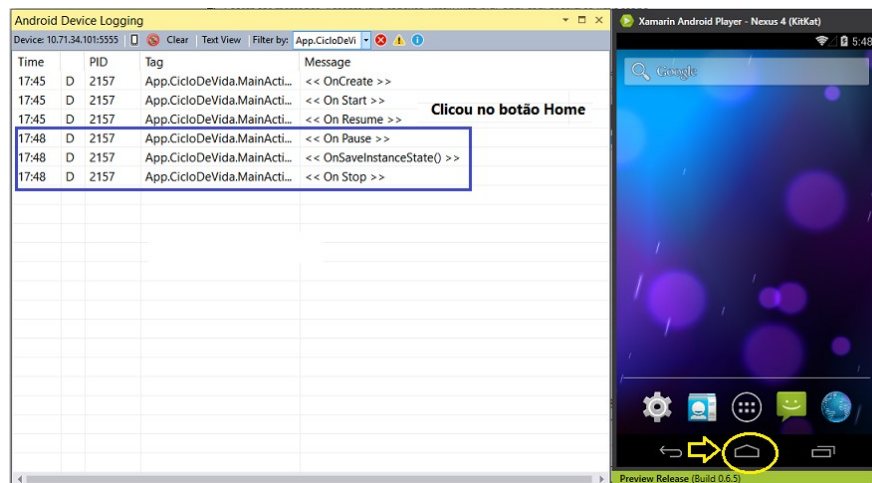 Android Device Logging
Device: 10.71.34.101:5555 Clear Text View Filter by: App.CicloDeVi
Time PID Tag Message
17:45 D 2157 App.CicloDeVida.MainActi... << OnCreate >>
17:45 D 2157 App.CicloDeVida.MainActi... << On Start >>
17:45 D 2157 App.CicloDeVida.MainActi... << On Resume >>
Clicou no botão Home
17:48 D 2157 App.CicloDeVida.MainActi... << On Pause >>
17:48 D 2157 App.CicloDeVida.MainActi... << OnSaveInstanceState() >>
17:48 D 2157 App.CicloDeVida.MainActi... << On Stop >>
Xamarin Android Player - Nexus 4 (KitKat)
5:48
Google
Preview Release (Build 0.6.5)